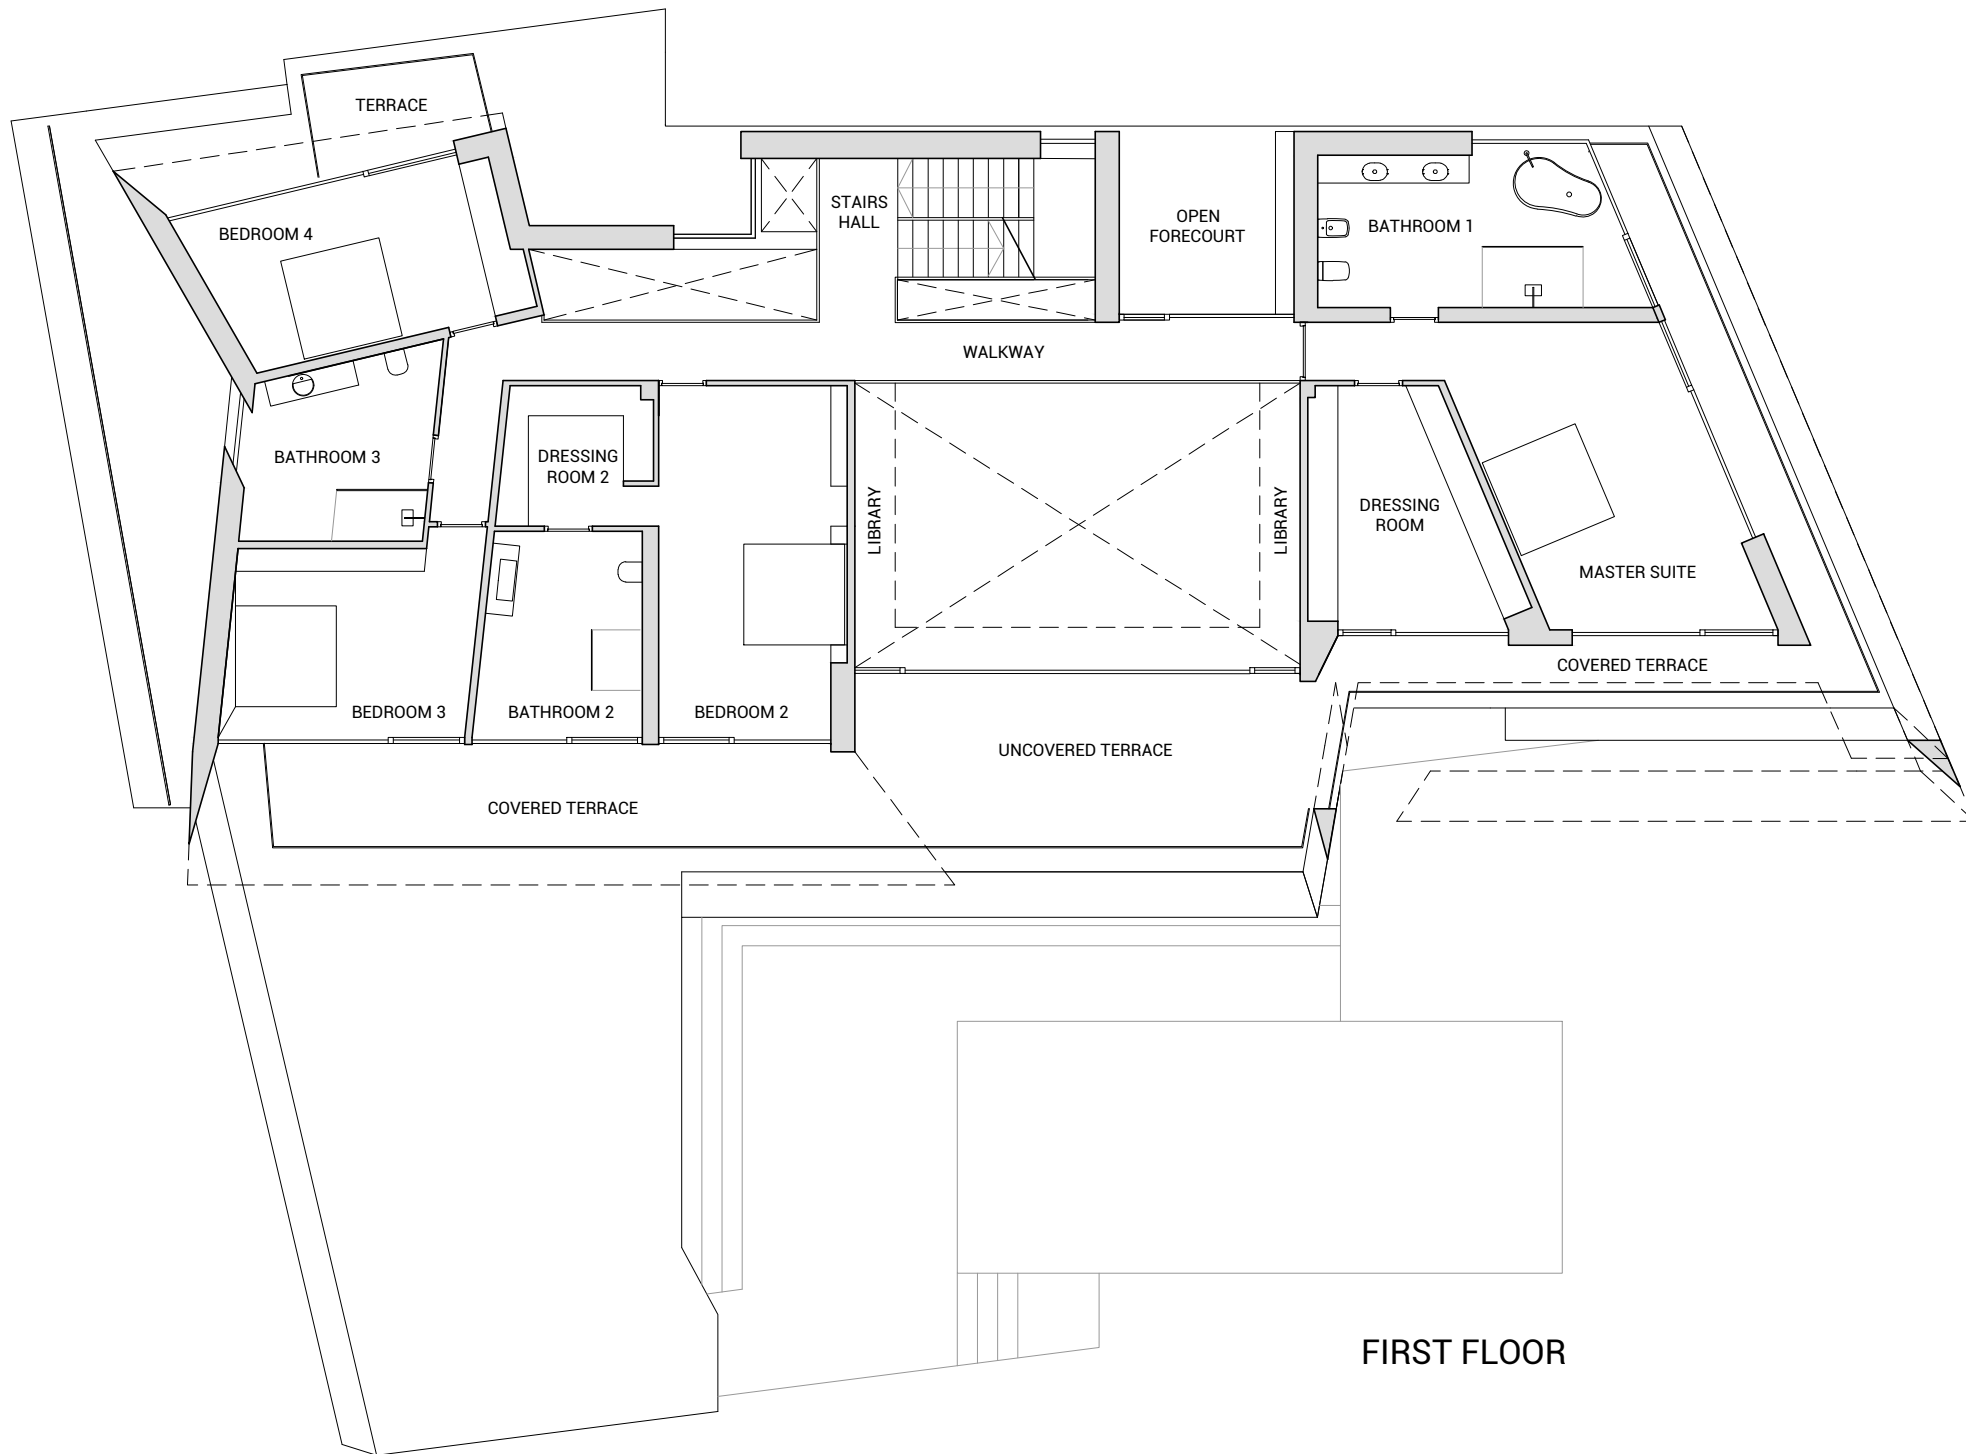 TERRACE
BEDROOM 4
STAIRS
HALL
OPEN
FORECOURT
BATHROOM 1
WALKWAY
BATHROOM 3
DRESSING
ROOM 2
LIBRARY
LIBRARY
DRESSING
ROOM
MASTER SUITE
COVERED TERRACE
BEDROOM 3
BATHROOM 2
BEDROOM 2
UNCOVERED TERRACE
COVERED TERRACE
FIRST FLOOR